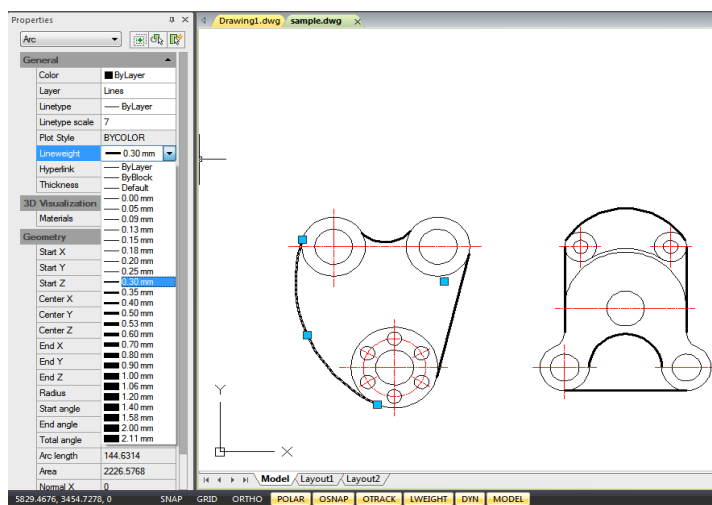 Properties
Drawing1.dwg sample.dwg
Arc
General
Color ByLayer
Layer Lines
Linetype ByLayer
Linetype scale 7
Plot Style BYCOLOR
Lineweight 0.30 mm
Hyperlink
Thickness
3D Visualization
Materials
Geometry
Start X
Start Y
Start Z
Center X
Center Y
Center Z
End X
End Y
End Z
Radius
Start angle
End angle
Total angle
Arc length 144.6314
Area 2226.5768
Normal X 0
ByLayer
ByBlock
Default
0.00 mm
0.05 mm
0.09 mm
0.13 mm
0.15 mm
0.18 mm
0.20 mm
0.25 mm
0.30 mm
0.35 mm
0.40 mm
0.50 mm
0.53 mm
0.60 mm
0.70 mm
0.80 mm
0.90 mm
1.00 mm
1.06 mm
1.20 mm
1.40 mm
1.58 mm
2.00 mm
2.11 mm
Y
X
Model Layout1 Layout2
5829.4676, 3454.7278, 0 SNAP GRID ORTHO POLAR OSNAP OTRACK LWEIGHT DYN MODEL